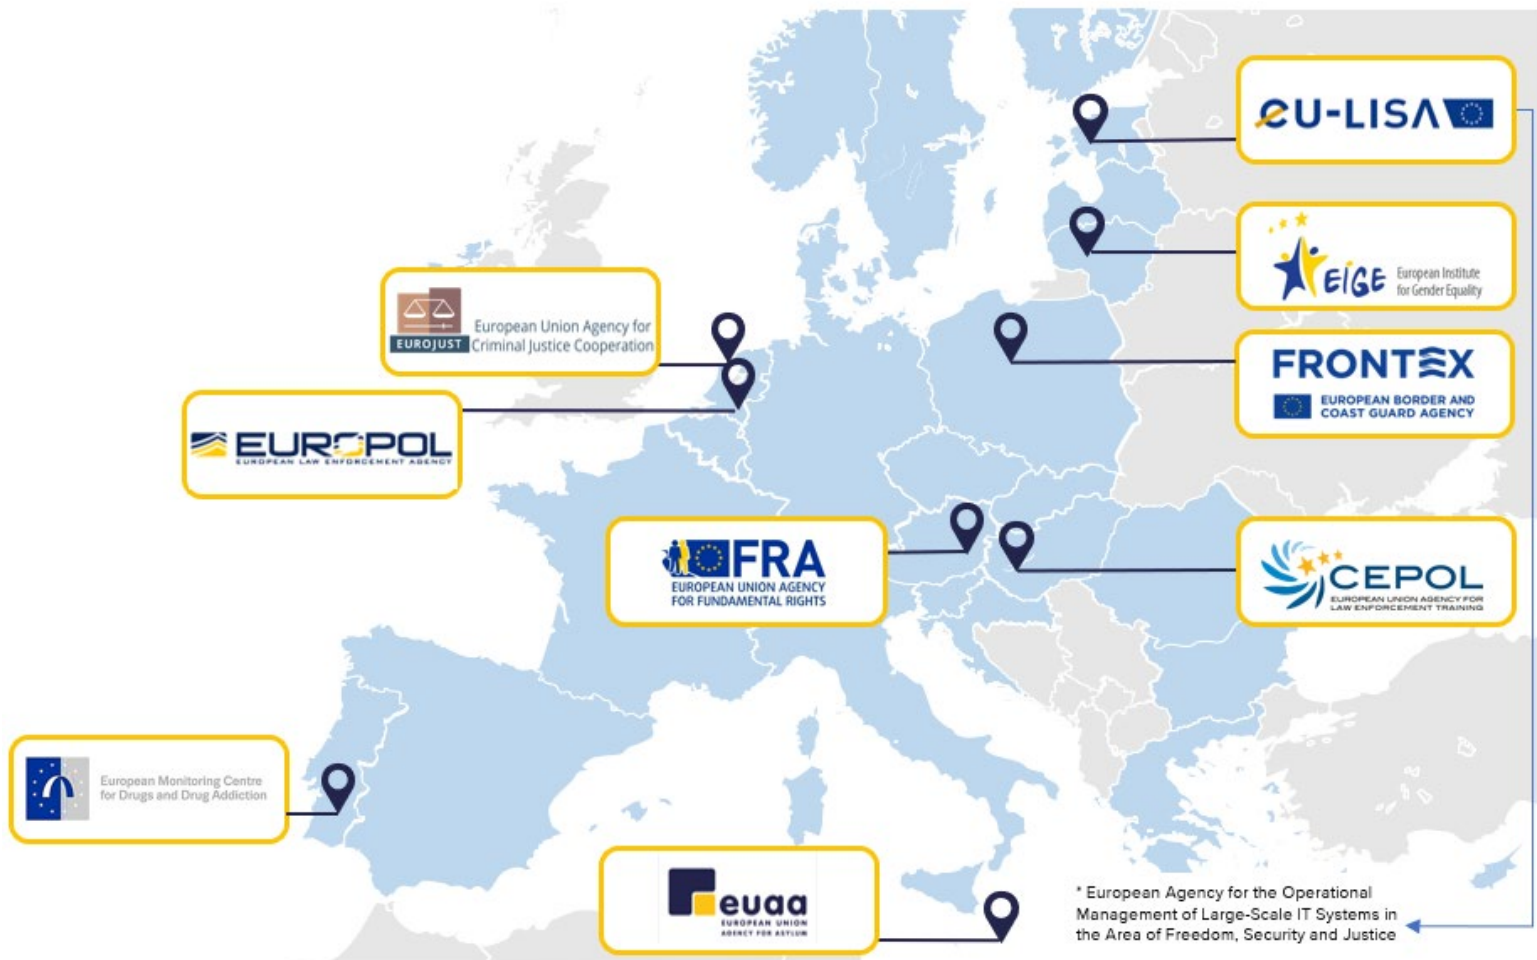 eU-LISA
EIGE
European Institute
for Gender Equality
EUROJUST
European Union Agency for
Criminal Justice Cooperation
FRONTEX
EUROPEAN BORDER AND
COAST GUARD AGENCY
EUROPOL
EUROPEAN LAW ENFORCEMENT AGENCY
FRA
EUROPEAN UNION AGENCY
FOR FUNDAMENTAL RIGHTS
CEPOL
EUROPEAN UNION AGENCY FOR
LAW ENFORCEMENT TRAINING
European Monitoring Centre
for Drugs and Drug Addiction
euaa
EUROPEAN UNION
AGENCY FOR ASYLUM
* European Agency for the Operational
Management of Large-Scale IT Systems in
the Area of Freedom, Security and Justice